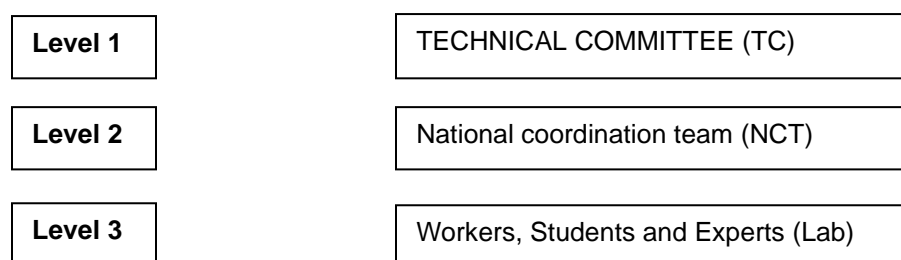 Level 1 TECHNICAL COMMITTEE (TC)
Level 2 National coordination team (NCT)
Level 3 Workers, Students and Experts (Lab)